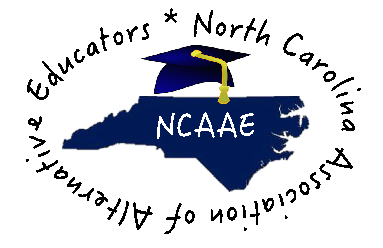 North Carolina Association of Alternative Educators *
NCAAE